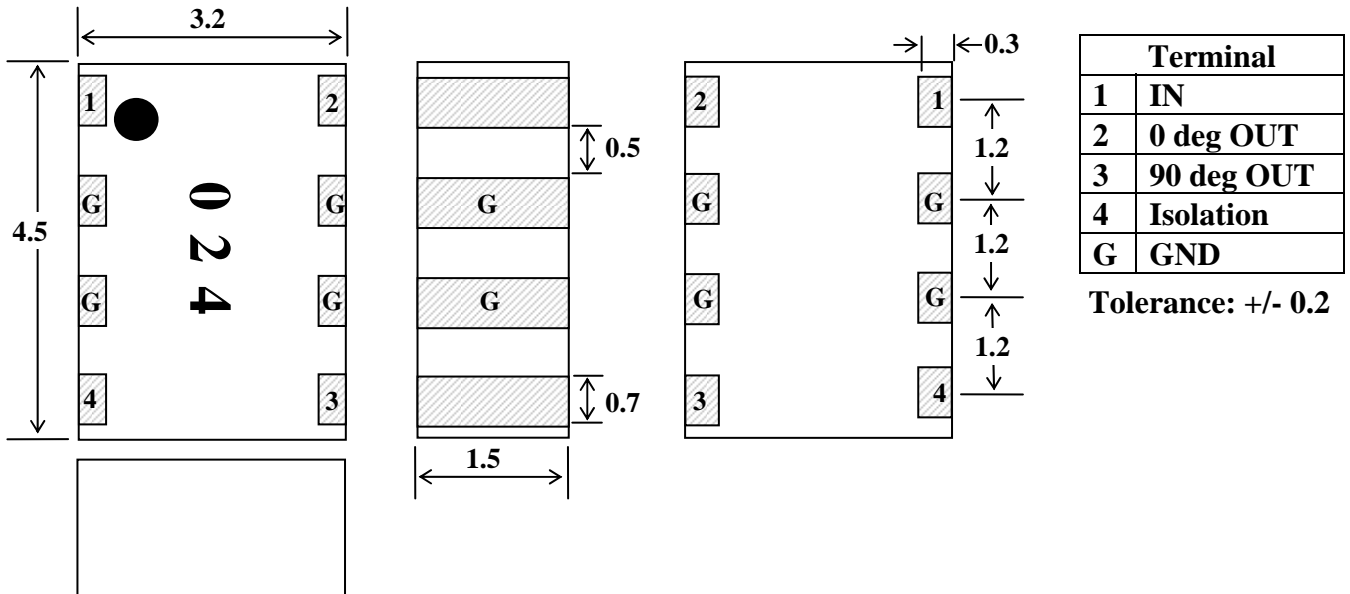 3.2
4.5
1 2
G G
G G
4 3
0 2 4
0.5
G
G
0.7
1.5
0.3
2 1
G G
G G
3 4
1.2
1.2
1.2
Terminal
1 IN
2 0 deg OUT
3 90 deg OUT
4 Isolation
G GND
Tolerance: +/- 0.2